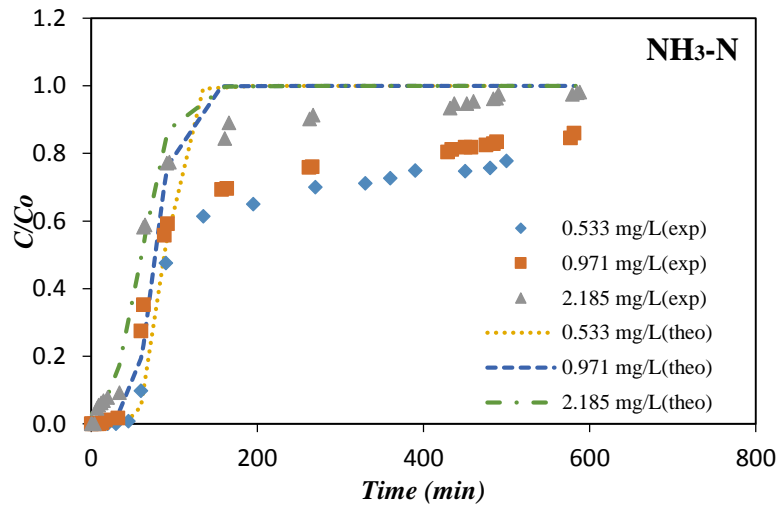 NH3-N
1.2
1.0
0.8
0.6
0.4
0.2
0.0
C/Co
0.533 mg/L(exp)
0.971 mg/L(exp)
2.185 mg/L(exp)
0.533 mg/L(theo)
0.971 mg/L(theo)
2.185 mg/L(theo)
0 200 400 600 800
Time (min)